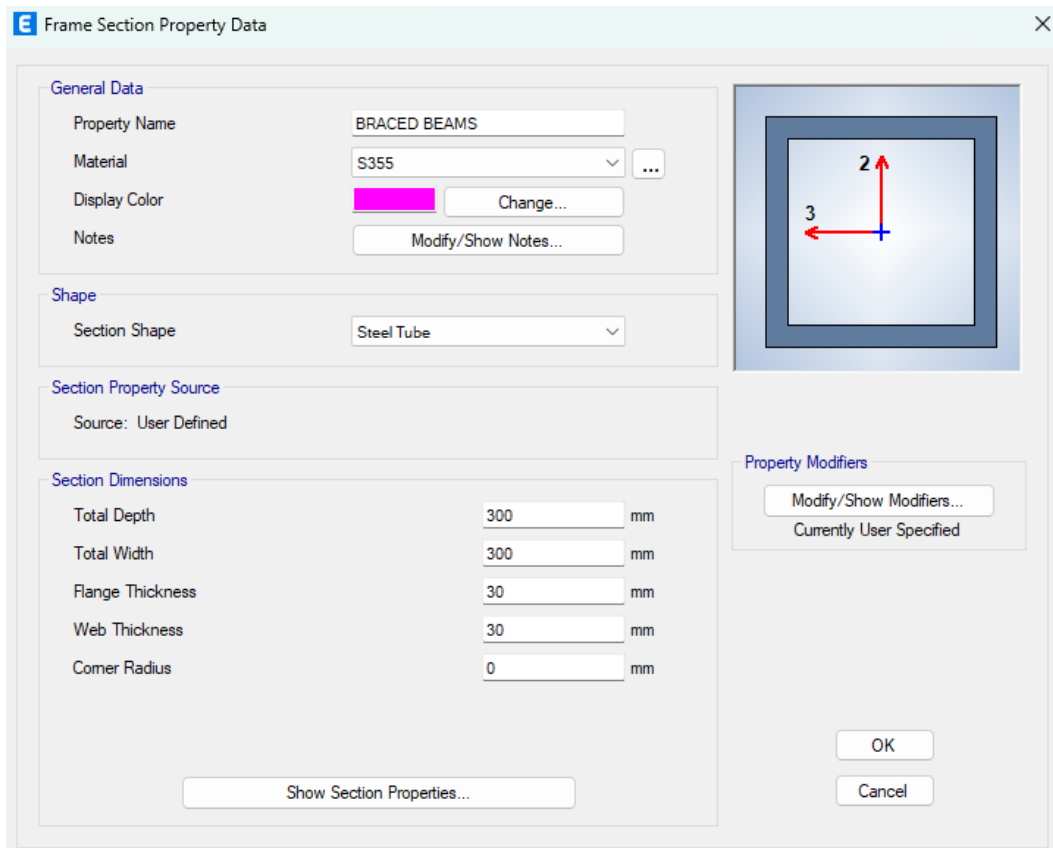 E Frame Section Property Data
General Data
Property Name BRACED BEAMS
Material S355 ...
Display Color Change...
Notes Modify/Show Notes...
Shape
Section Shape Steel Tube
Section Property Source
Source: User Defined
Section Dimensions
Total Depth 300 mm
Total Width 300 mm
Flange Thickness 30 mm
Web Thickness 30 mm
Corner Radius 0 mm
Show Section Properties...
2
3
Property Modifiers
Modify/Show Modifiers...
Currently User Specified
OK
Cancel